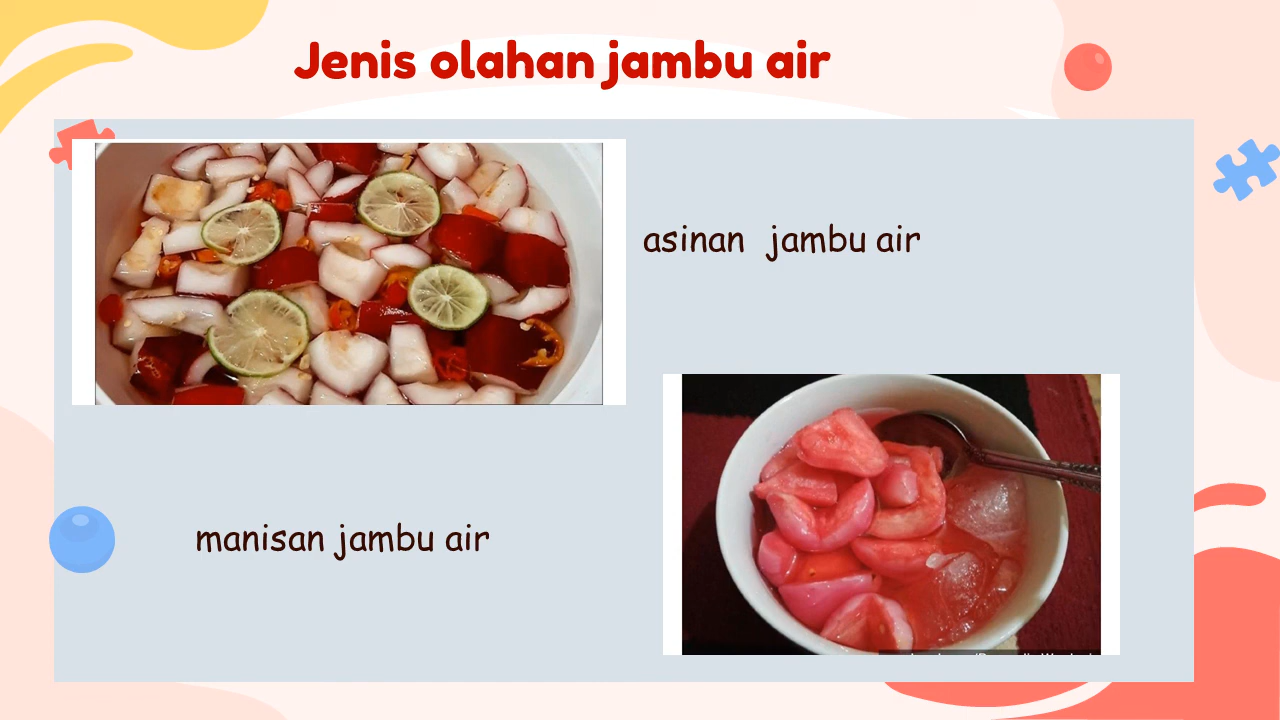 Jenis olahan jambu air
asinan jambu air
manisan jambu air